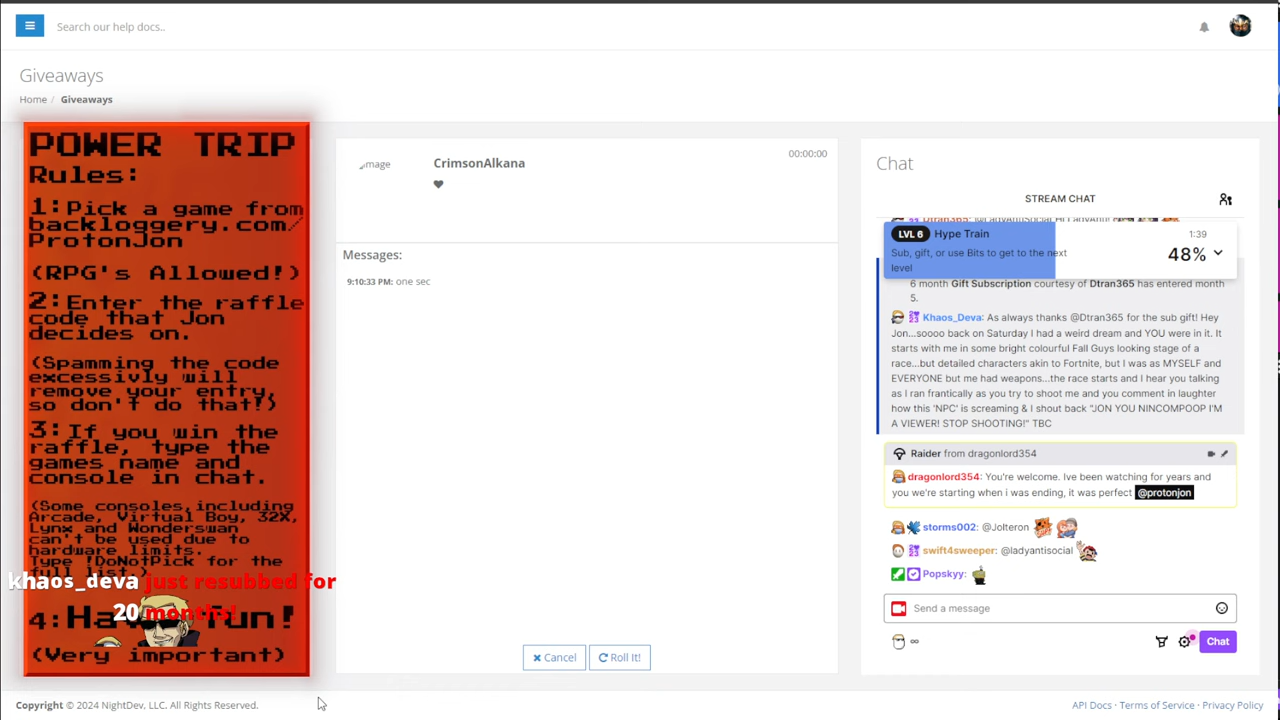 Search our help docs..
Giveaways
Home / Giveaways
POWER TRIP
Rules:
1:Pick a game from
backloggery.com/
ProtonJon
(RPG's Allowed!)
2:Enter the raffle
code that Jon
decides on.
(Spamming the code
excessivly will
remove your entry,
so don't do that!)
3:If you win the
raffle, type the
games name and
console in chat.
(Some consoles,including
Arcade, Virtual Boy, 32X,
Lynx and Wonderswan
can't be used due to
hardware limits.
Type !DoNotPick for the
full list.)
khaos_deva just resubbed for
20 months!
4:Have fun!
(Very important)
mage
CrimsonAlkana
00:00:00
Messages:
9:10:33 PM: one sec
Cancel
Roll It!
Chat
STREAM CHAT
LVL 6 Hype Train
1:39
Sub, gift, or use Bits to get to the next
level
48%
6 month Gift Subscription courtesy of Dtran365 has entered month
5.
Khaos_Deva: As always thanks @Dtran365 for the sub gift! Hey
Jon...soooo back on Saturday I had a weird dream and YOU were in it. It
starts with me in some bright colourful Fall Guys looking stage of a
race...but detailed characters akin to Fortnite, but I was as MYSELF and
EVERYONE but me had weapons...the race starts and I hear you talking
as I ran frantically as you try to shoot me and you comment in laughter
how this 'NPC' is screaming & I shout back "JON YOU NINCOMPOOP I'M
A VIEWER! STOP SHOOTING!" TBC
Raider from dragonlord354
dragonlord354: You're welcome. Ive been watching for years and
you we're starting when i was ending, it was perfect @protonjon
storms002: @Jolteron
swift4sweeper: @ladyantisocial
Popskyy:
Send a message
∞
Chat
Copyright © 2024 NightDev, LLC. All Rights Reserved.
API Docs · Terms of Service · Privacy Policy